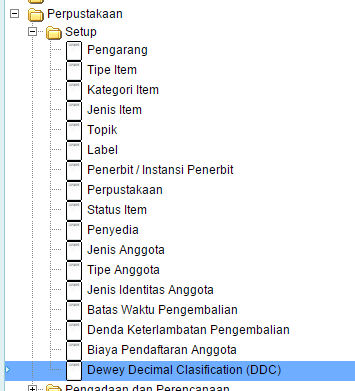 Perpustakaan
Setup
Pengarang
Tipe Item
Kategori Item
Jenis Item
Topik
Label
Penerbit / Instansi Penerbit
Perpustakaan
Status Item
Penyedia
Jenis Anggota
Tipe Anggota
Jenis Identitas Anggota
Batas Waktu Pengembalian
Denda Keterlambatan Pengembalian
Biaya Pendaftaran Anggota
Dewey Decimal Clasification (DDC)
Pengadaan dan Perencanaan